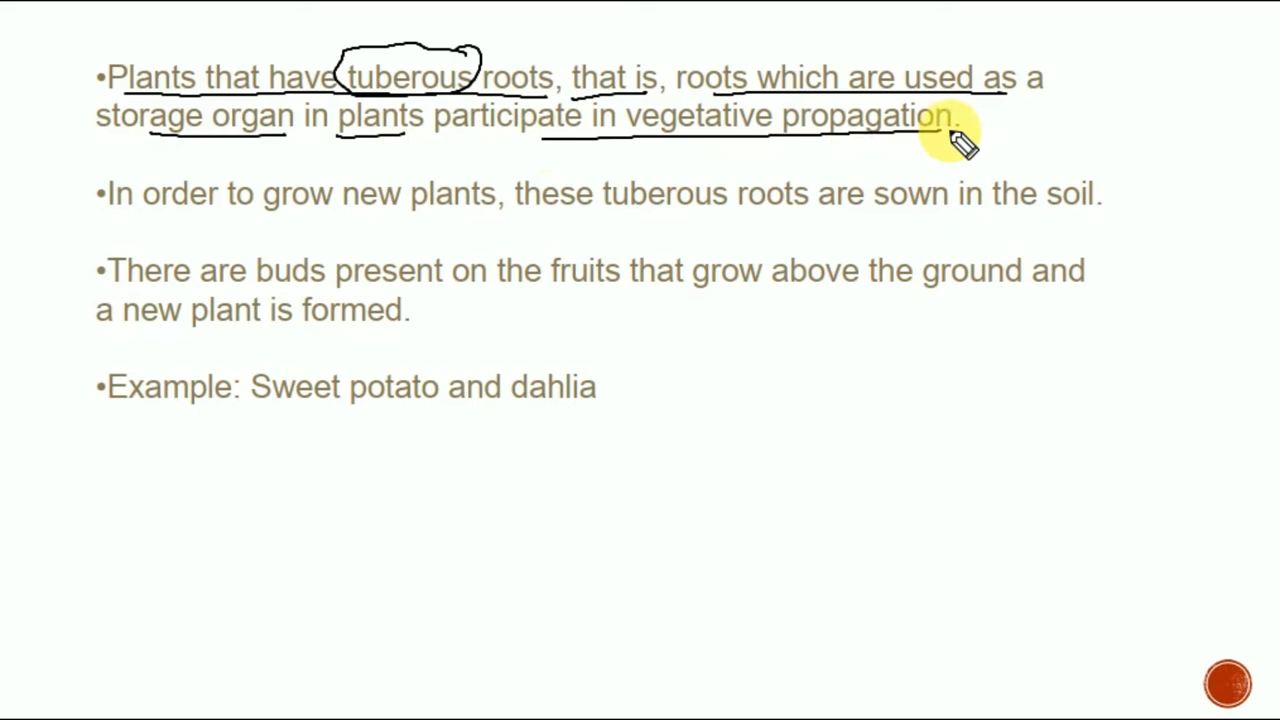 •Plants that have tuberous roots, that is, roots which are used as a
storage organ in plants participate in vegetative propagation.
•In order to grow new plants, these tuberous roots are sown in the soil.
•There are buds present on the fruits that grow above the ground and
a new plant is formed.
•Example: Sweet potato and dahlia